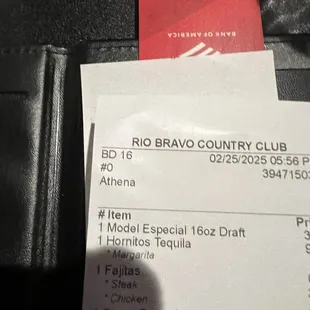 BANK OF AMERICA
RIO BRAVO COUNTRY CLUB
BD 16 02/25/2025 05:56 P
#0 39471503
Athena
# Item Pr
1 Model Especial 16oz Draft 3
1 Hornitos Tequila
* Margarita
1 Fajitas
* Steak
* Chicken